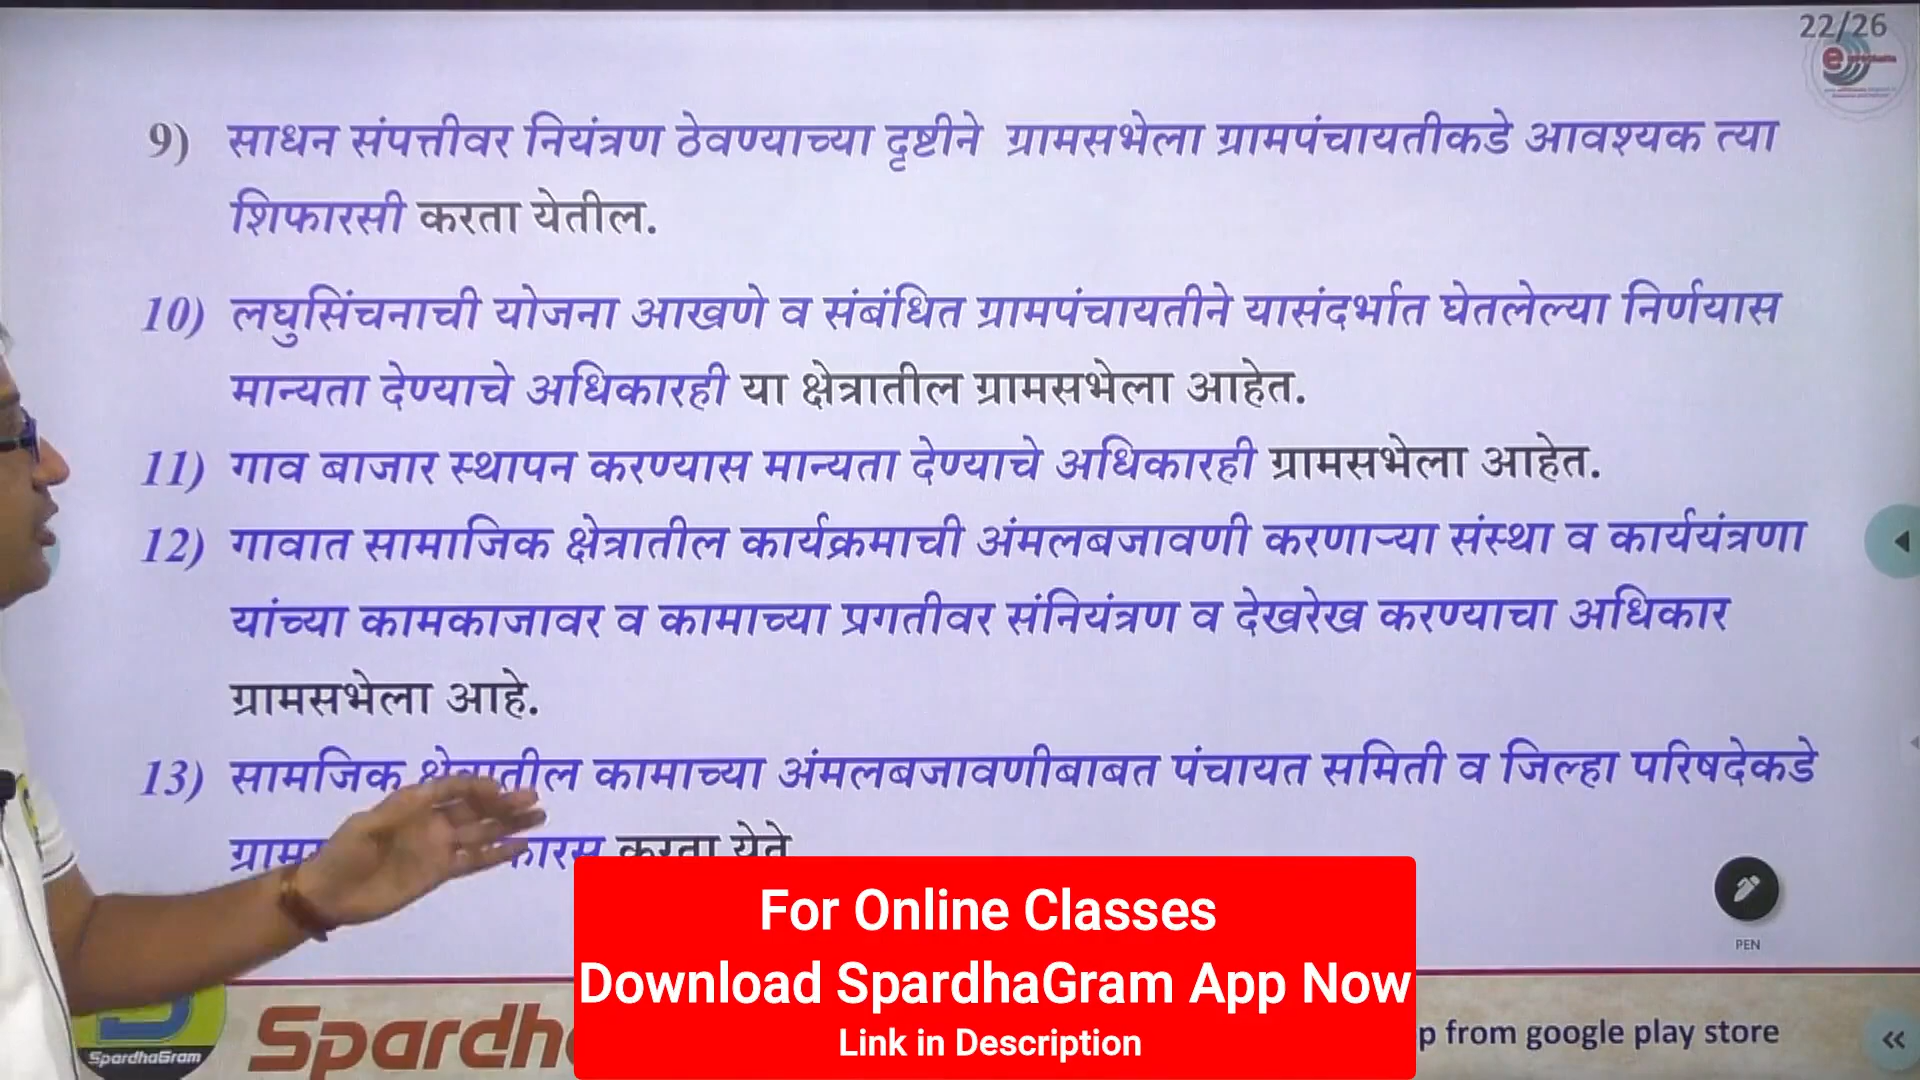 22/26
9) साधन संपत्तीवर नियंत्रण ठेवण्याच्या दृष्टीने ग्रामसभेला ग्रामपंचायतीकडे आवश्यक त्या
शिफारसी करता येतील.
10) लघुसिंचनाची योजना आखणे व संबंधित ग्रामपंचायतीने यासंदर्भात घेतलेल्या निर्णयास
मान्यता देण्याचे अधिकारही या क्षेत्रातील ग्रामसभेला आहेत.
11) गाव बाजार स्थापन करण्यास मान्यता देण्याचे अधिकारही ग्रामसभेला आहेत.
12) गावात सामाजिक क्षेत्रातील कार्यक्रमाची अंमलबजावणी करणाऱ्या संस्था व कार्ययंत्रणा
यांच्या कामकाजावर व कामाच्या प्रगतीवर संनियंत्रण व देखरेख करण्याचा अधिकार
ग्रामसभेला आहे.
13) सामजिक क्षेत्रातील कामाच्या अंमलबजावणीबाबत पंचायत समिती व जिल्हा परिषदेकडे
करता येते
PEN
For Online Classes
Download SpardhaGram App Now
Link in Description
SpardhaGram
Spardh
p from google play store